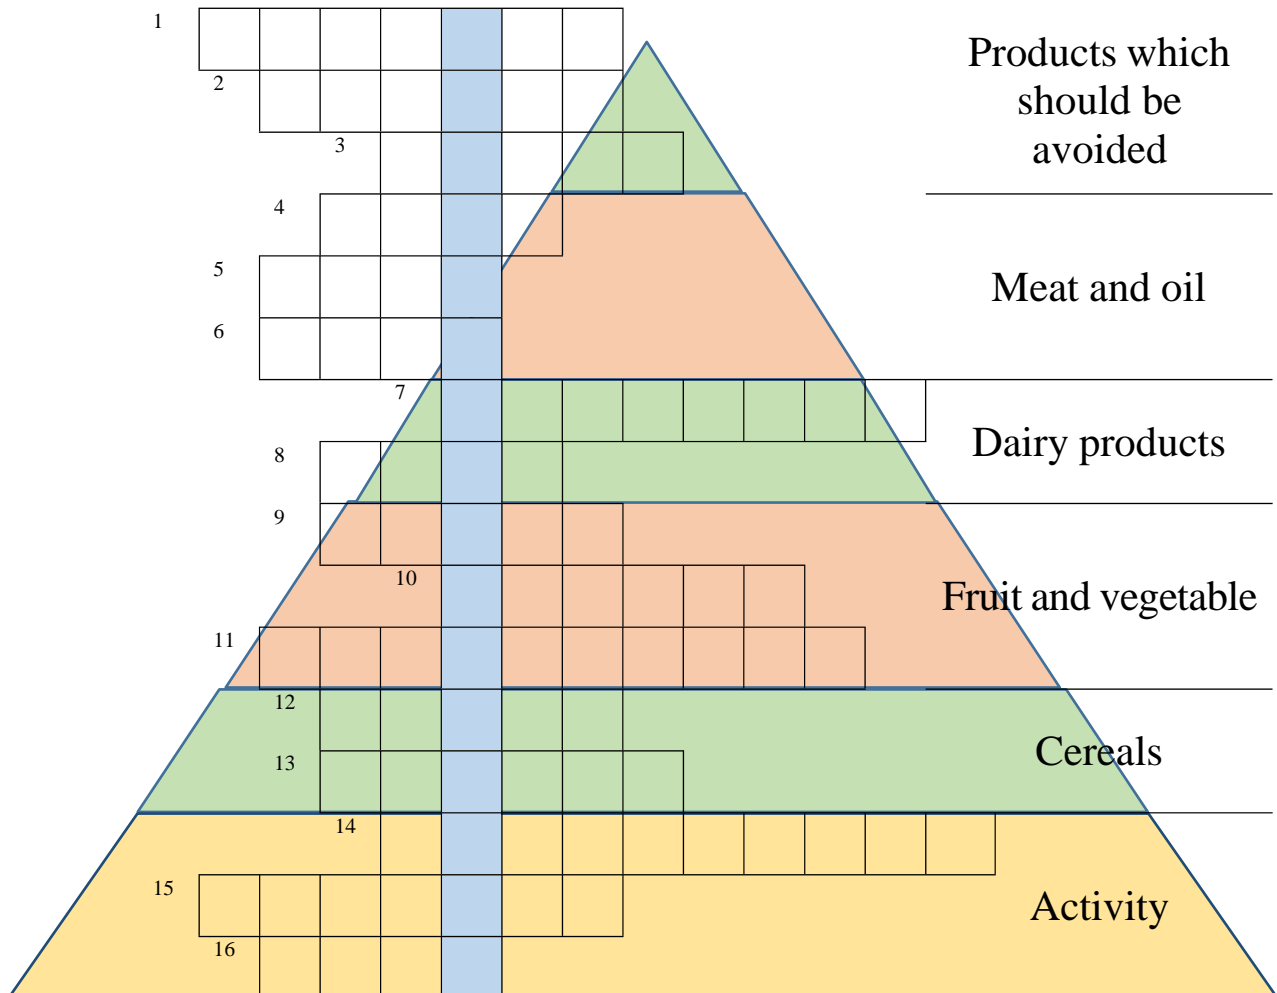 1
Products which
should be
avoided
2
3
4
5
Meat and oil
6
7
Dairy products
8
9
10
Fruit and vegetable
11
12
Cereals
13
14
15
Activity
16